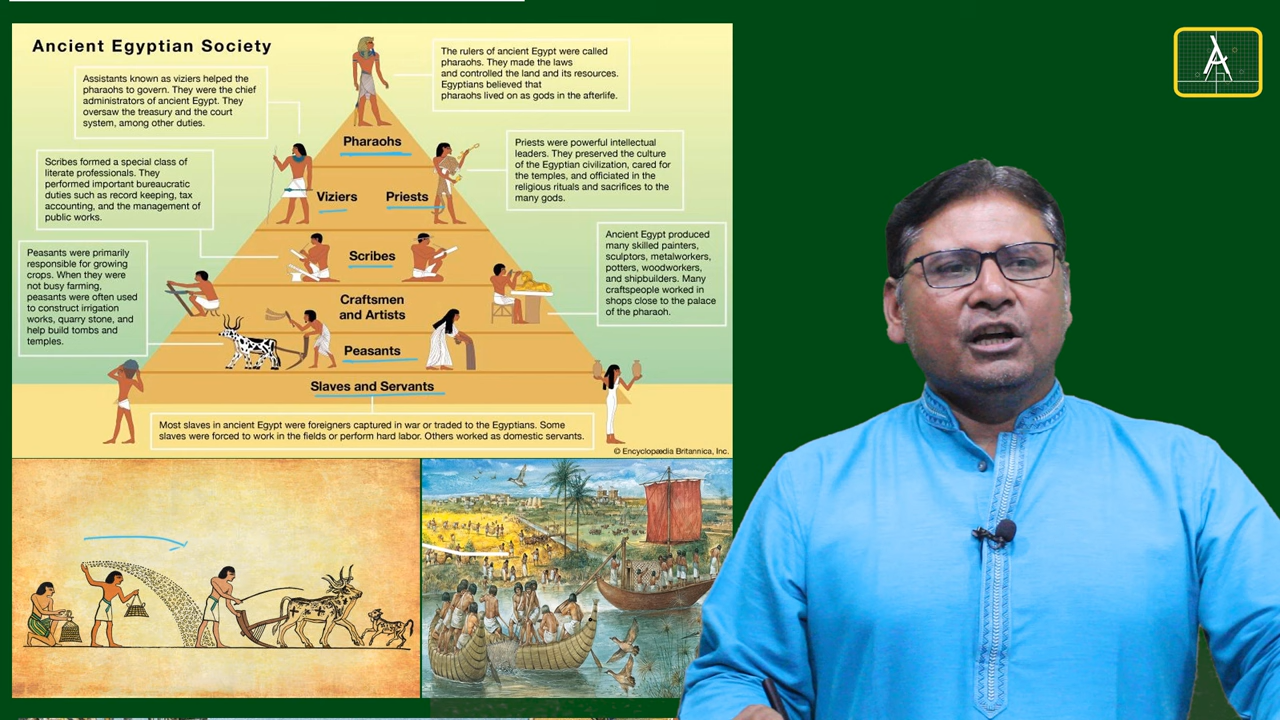 Ancient Egyptian Society
The rulers of ancient Egypt were called
pharaohs. They made the laws
and controlled the land and its resources.
Egyptians believed that
pharaohs lived on as gods in the afterlife.
Assistants known as viziers helped the
pharaohs to govern. They were the chief
administrators of ancient Egypt. They
oversaw the treasury and the court
system, among other duties.
Pharaohs
Priests were powerful intellectual
leaders. They preserved the culture
of the Egyptian civilization, cared for
the temples, and officiated in the
religious rituals and sacrifices to the
many gods.
Scribes formed a special class of
literate professionals. They
performed important bureaucratic
duties such as record keeping, tax
accounting, and the management of
public works.
Viziers
Priests
Ancient Egypt produced
many skilled painters,
sculptors, metalworkers,
potters, woodworkers,
and shipbuilders. Many
craftspeople worked in
shops close to the palace
of the pharaoh.
Scribes
Peasants were primarily
responsible for growing
crops. When they were
not busy farming,
peasants were often used
to construct irrigation
works, quarry stone, and
help build tombs and
temples.
Craftsmen
and Artists
Peasants
Slaves and Servants
Most slaves in ancient Egypt were foreigners captured in war or traded to the Egyptians. Some
slaves were forced to work in the fields or perform hard labor. Others worked as domestic servants.
© Encyclopædia Britannica, Inc.